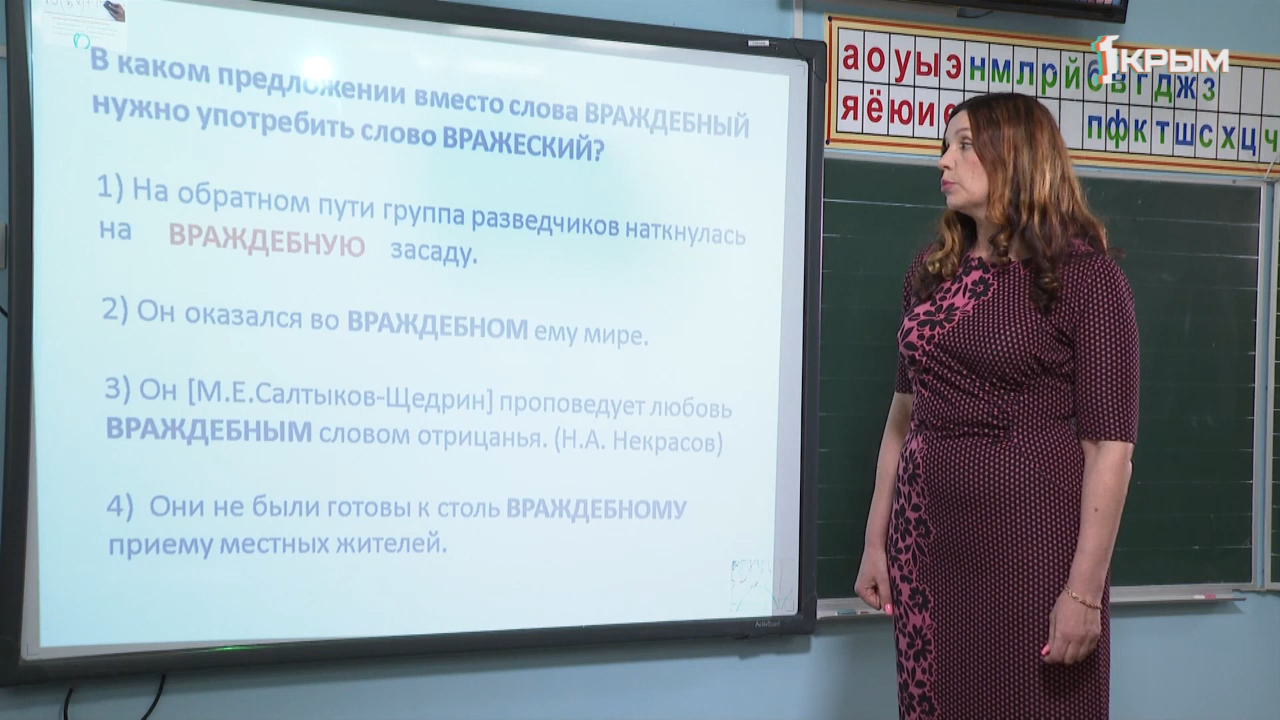 В каком предложении вместо слова ВРАЖДЕБНЫЙ
нужно употребить слово ВРАЖЕСКИЙ?
1) На обратном пути группа разведчиков наткнулась
на ВРАЖДЕБНУЮ засаду.
2) Он оказался во ВРАЖДЕБНОМ ему мире.
3) Он [М.Е.Салтыков-Щедрин] проповедует любовь
ВРАЖДЕБНЫМ словом отрицанья. (Н.А. Некрасов)
4) Они не были готовы к столь ВРАЖДЕБНОМУ
приему местных жителей.
ActivBoard
а о у ы э н м л р й б в г д ж з
я ё ю и е п ф к т ш с х ц ч
1 КРЫМ